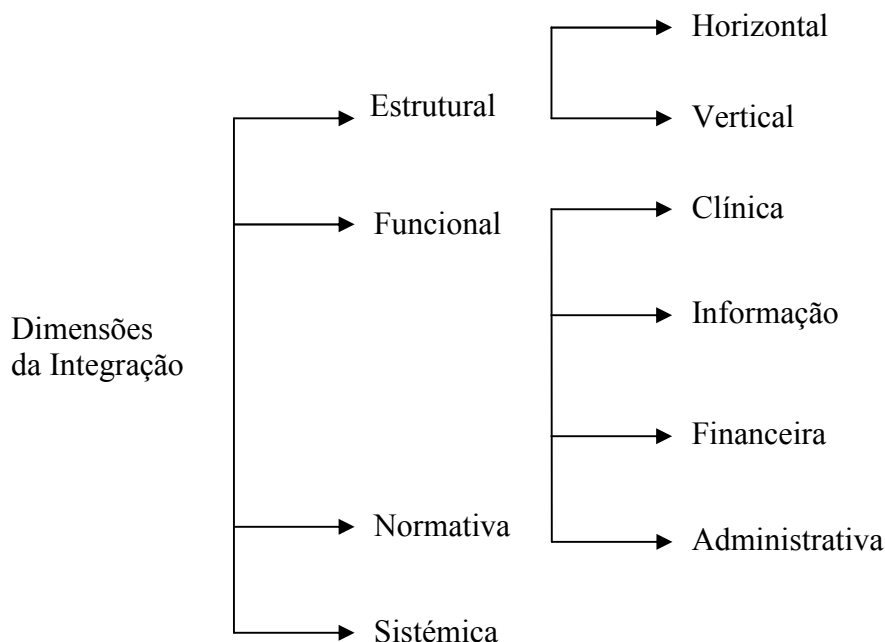 Dimensões
da Integração
Estrutural
Horizontal
Vertical
Funcional
Clínica
Informação
Financeira
Administrativa
Normativa
Sistémica